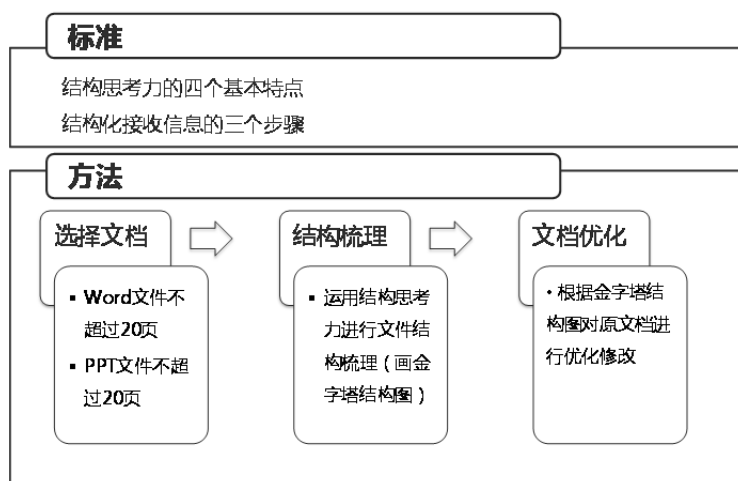 标准
结构思考力的四个基本特点
结构化接收信息的三个步骤
方法
选择文档
▪ Word文件不
超过20页
▪ PPT文件不超
过20页
结构梳理
▪ 运用结构思考
力进行文件结
构梳理（画金
字塔结构图）
文档优化
• 根据金字塔结
构图对原文档进
行优化修改